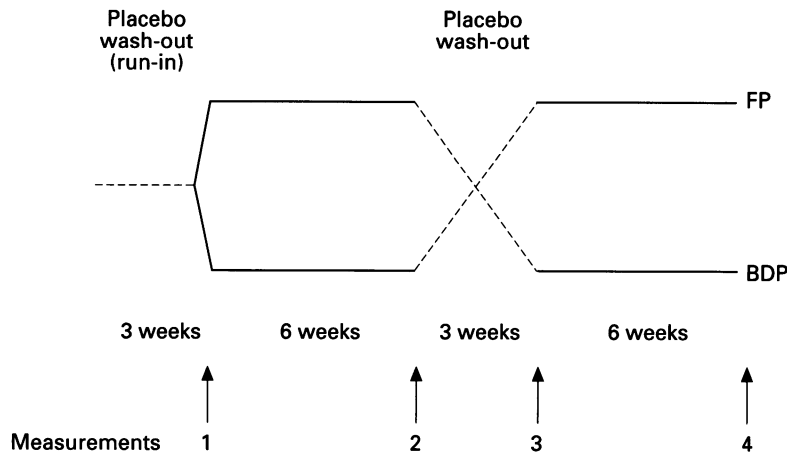 Placebo
wash-out
(run-in)
Placebo
wash-out
FP
BDP
3 weeks
6 weeks
3 weeks
6 weeks
Measurements 1 2 3 4